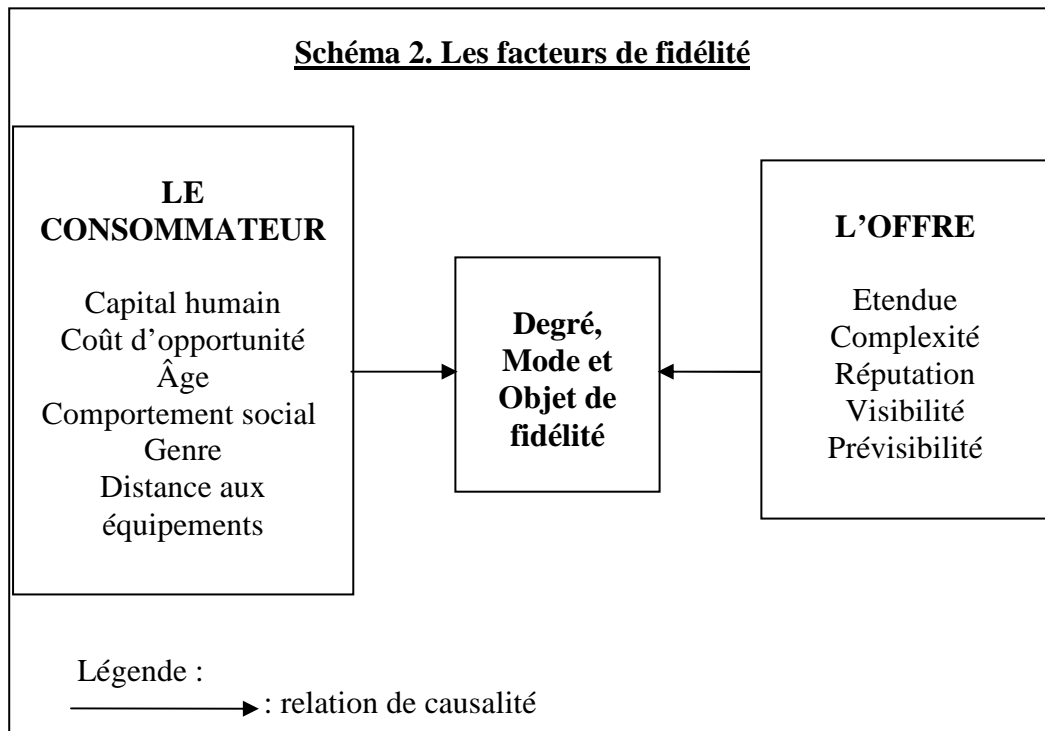 Schéma 2. Les facteurs de fidélité
LE
CONSOMMATEUR
Capital humain
Coût d’opportunité
Âge
Comportement social
Genre
Distance aux
équipements
Degré,
Mode et
Objet de
fidélité
L’OFFRE
Etendue
Complexité
Réputation
Visibilité
Prévisibilité
Légende :
: relation de causalité